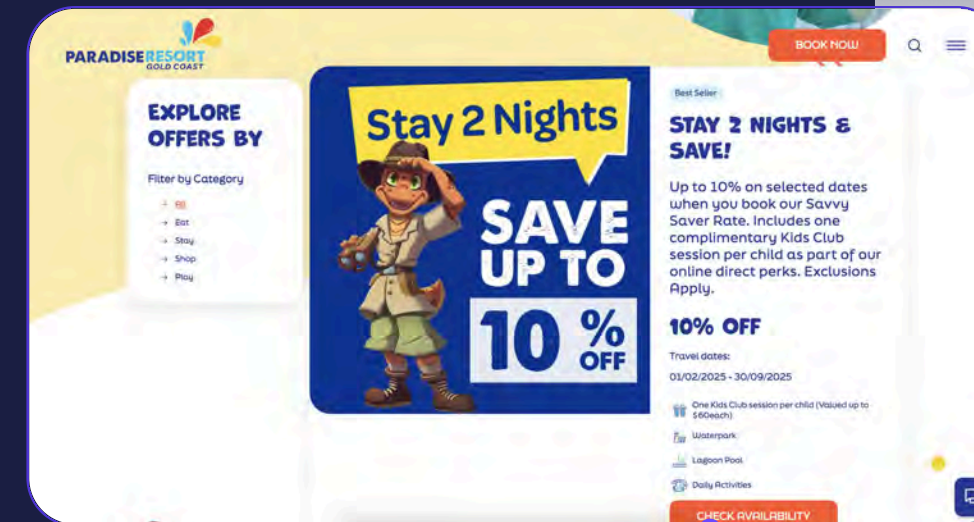 PARADISERESORT
GOLD COAST
BOOK NOW
EXPLORE
OFFERS BY
Filter by Category
→ All
→ Eat
→ Stay
→ Shop
→ Play
Stay 2 Nights
SAVE
UP TO
10 %
OFF
Best Seller
STAY 2 NIGHTS &
SAVE!
Up to 10% on selected dates
when you book our Savvy
Saver Rate. Includes one
complimentary Kids Club
session per child as part of our
online direct perks. Exclusions
Apply.
10% OFF
Travel dates:
01/02/2025 - 30/09/2025
One Kids Club session per child (Valued up to
$60each)
Waterpark
Lagoon Pool
Daily Activities
CHECK AVAILABILITY